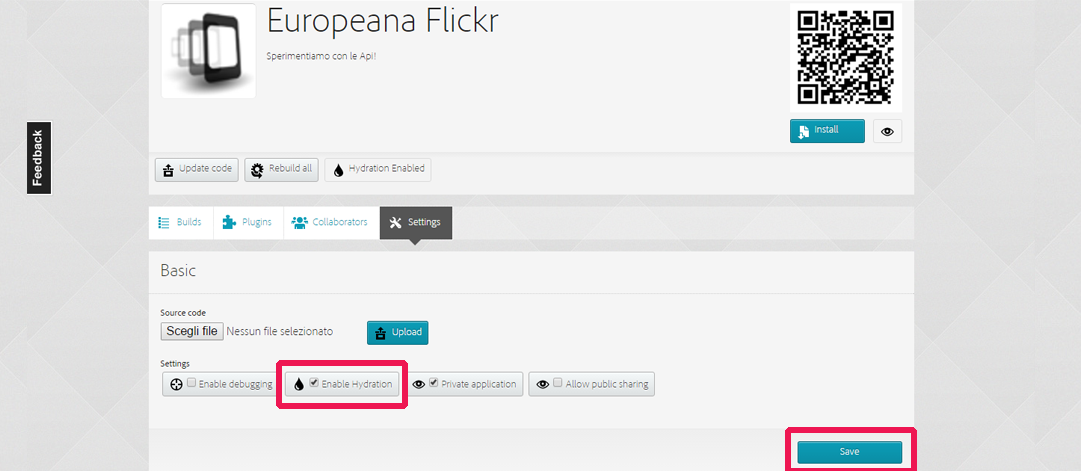 Europeana Flickr
Sperimentiamo con le Api!
Install
Feedback
Update code
Rebuild all
Hydration Enabled
Builds
Plugins
Collaborators
Settings
Basic
Source code
Scegli file Nessun file selezionato
Upload
Settings
Enable debugging
Enable Hydration
Private application
Allow public sharing
Save